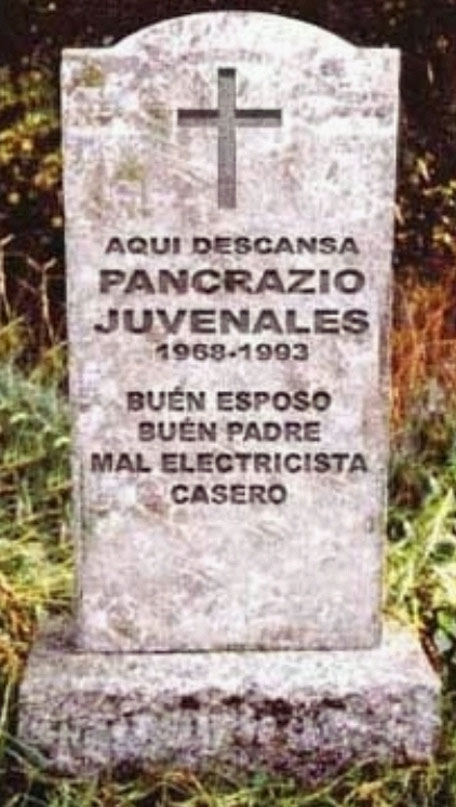 AQUI DESCANSA
PANCRAZIO
JUVENALES
1968-1993
BUÉN ESPOSO
BUÉN PADRE
MAL ELECTRICISTA
CASERO